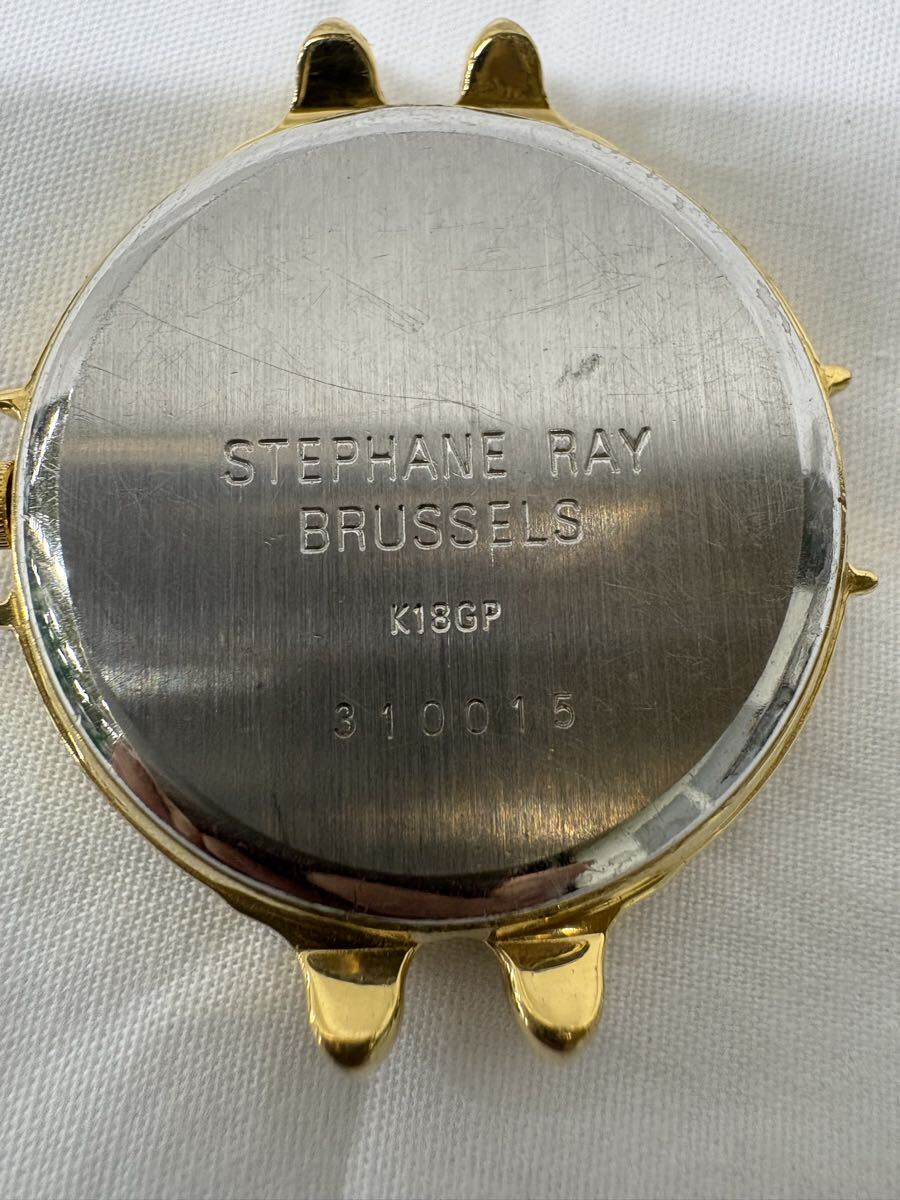 STEPHANE RAY
BRUSSELS
K18GP
310015